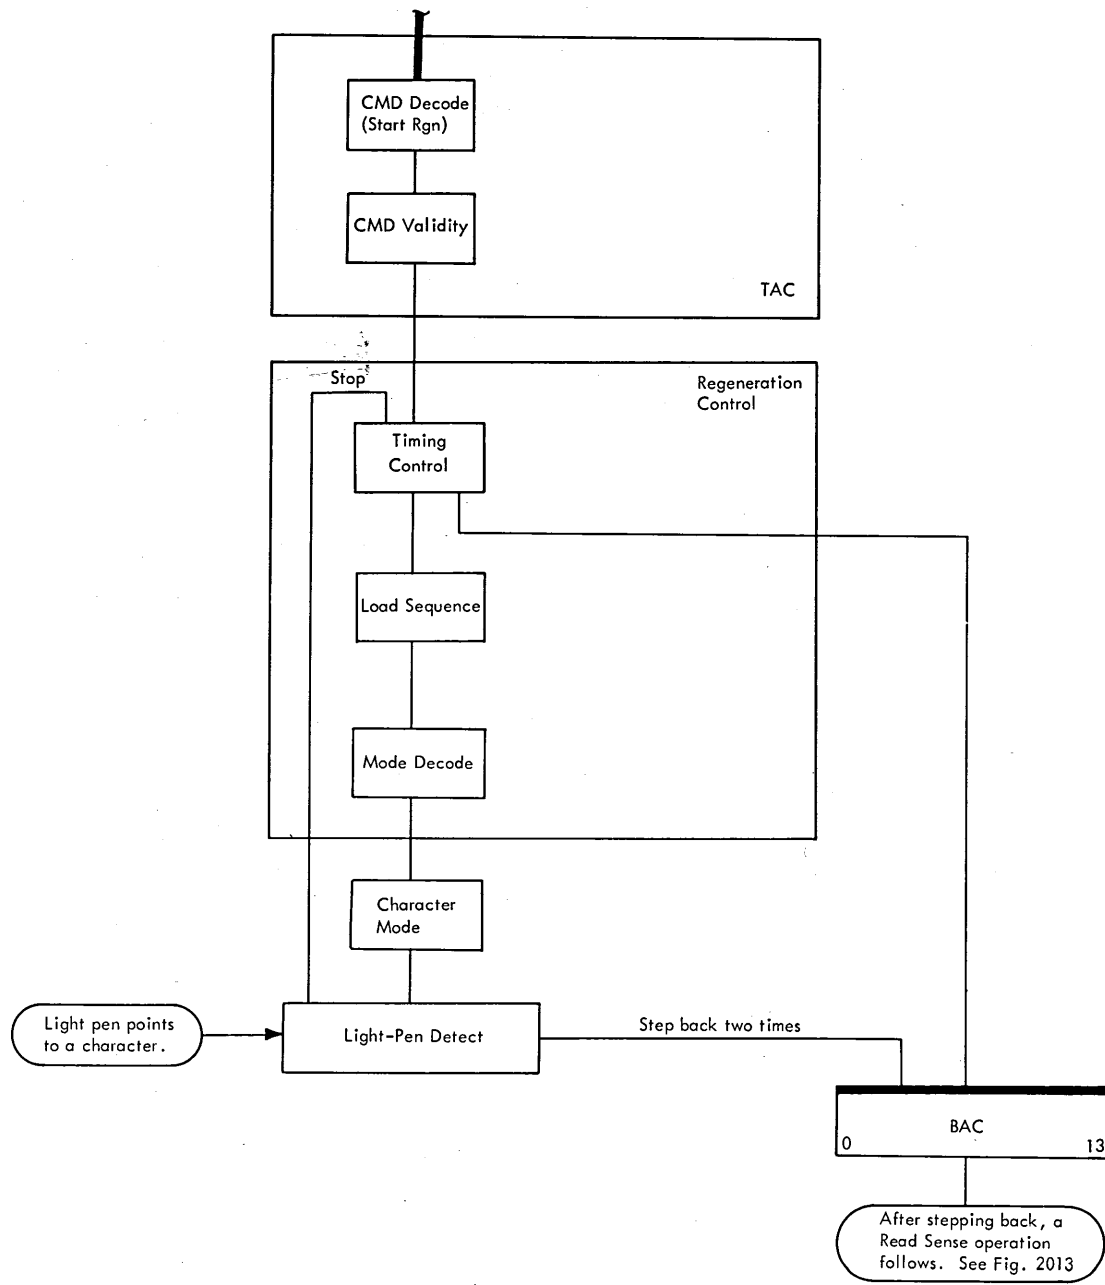 CMD Decode
(Start Rgn)
CMD Validity
TAC
Stop
Regeneration
Control
Timing
Control
Load Sequence
Mode Decode
Character
Mode
Light pen points
to a character.
Light-Pen Detect
Step back two times
BAC
0
13
After stepping back, a
Read Sense operation
follows. See Fig. 2013